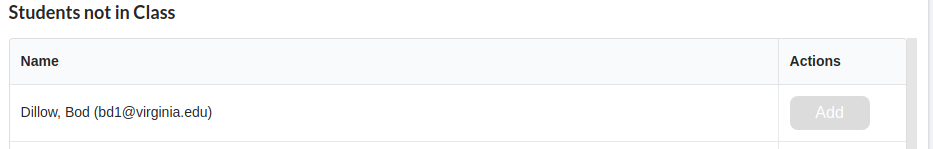 Students not in Class
Name Actions
Dillow, Bod (bd1@virginia.edu) Add